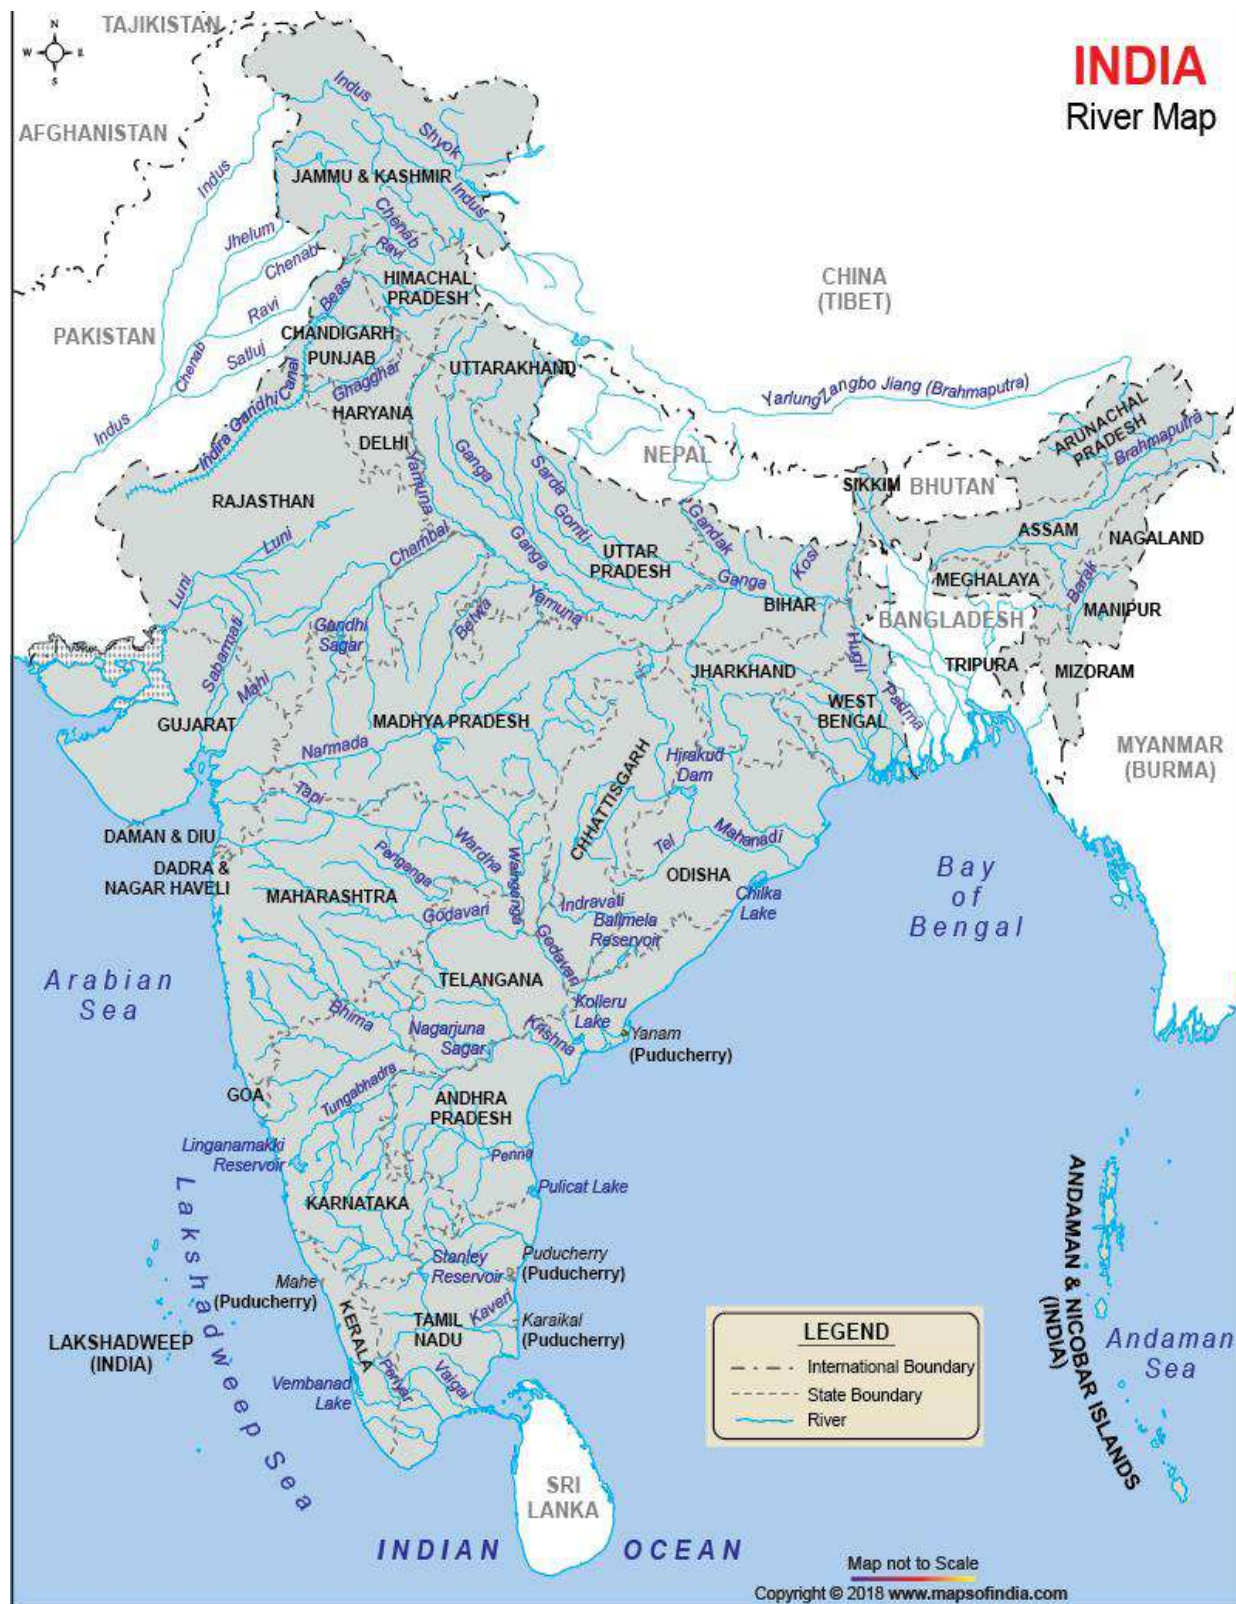 TAJIKISTAN
N
W
E
S
INDIA
River Map
AFGHANISTAN
Indus
Shyok
Indus
JAMMU & KASHMIR
Indus
Chenab
Jhelum
Ravi
Chenab
HIMACHAL
PRADESH
CHINA
(TIBET)
Beas
Ravi
PAKISTAN
CHANDIGARH
PUNJAB
Satluj
Chenab
UTTARAKHAND
Ghagghar
Indira Gandhi Canal
Yarlung Zangbo Jiang (Brahmaputra)
HARYANA
Indus
DELHI
ARUNACHAL
PRADESH
Brahmaputra
NEPAL
Ganga
Sarda
Yamuna
SIKKIM
BHUTAN
RAJASTHAN
Gomti
Gandak
ASSAM
NAGALAND
Luni
Chambal
Ganga
UTTAR
PRADESH
Kosi
Ganga
MEGHALAYA
Barak
Luni
Yamuna
BIHAR
BANGLADESH
MANIPUR
Betwa
Gandhi
Sagar
Sabarmati
Hugli
TRIPURA
MIZORAM
JHARKHAND
Mahi
Padma
WEST
BENGAL
GUJARAT
MADHYA PRADESH
Narmada
Hirakud
Dam
MYANMAR
(BURMA)
Tapi
CHHATTISGARH
DAMAN & DIU
Mahanadi
Tel
Wardha
Penganga
Wainganga
DADRA &
NAGAR HAVELI
MAHARASHTRA
ODISHA
Bay
of
Bengal
Chilka
Lake
Indravati
Godavari
Balimela
Reservoir
Godavari
Arabian
Sea
TELANGANA
Kolleru
Lake
Bhima
Nagarjuna
Sagar
Krishna
Yanam
(Puducherry)
Tungabhadra
GOA
ANDHRA
PRADESH
Linganamakki
Reservoir
Penna
Pulicat Lake
KARNATAKA
Lakshadweep Sea
Stanley
Reservoir
Puducherry
(Puducherry)
Mahe
(Puducherry)
Kaveri
KERALA
TAMIL
NADU
Karaikal
(Puducherry)
LAKSHADWEEP
(INDIA)
Periyar
Vaigai
Vembanad
Lake
ANDAMAN & NICOBAR ISLANDS
(INDIA)
Andaman
Sea
LEGEND
International Boundary
State Boundary
River
SRI
LANKA
INDIAN OCEAN
Map not to Scale
Copyright © 2018 www.mapsofindia.com